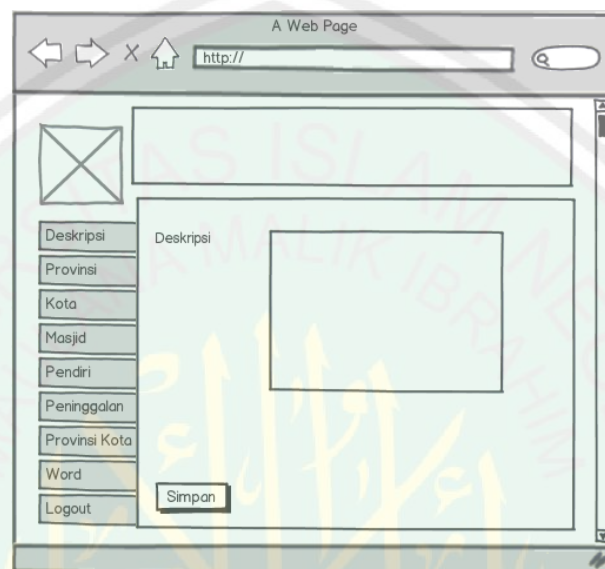 A Web Page
http://
Deskripsi
Provinsi
Kota
Masjid
Pendiri
Peninggalan
Provinsi Kota
Word
Logout
Deskripsi
Simpan